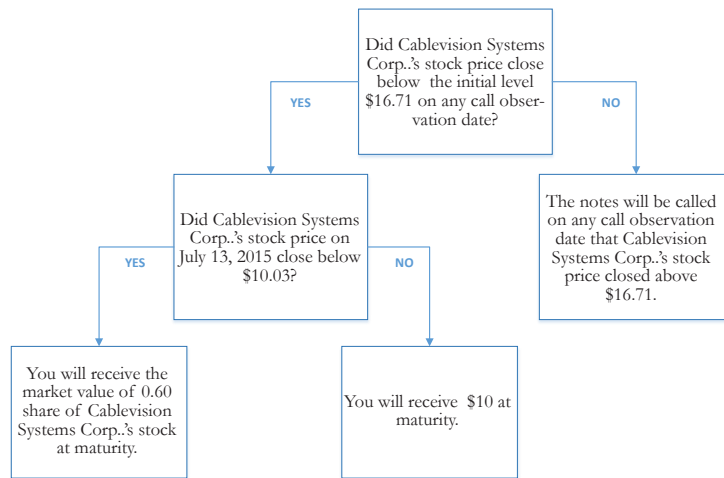 Did Cablevision Systems
Corp..'s stock price close
below the initial level
$16.71 on any call obser-
vation date?
YES
NO
Did Cablevision Systems
Corp..'s stock price on
July 13, 2015 close below
$10.03?
The notes will be called
on any call observation
date that Cablevision
Systems Corp..'s stock
price closed above
$16.71.
YES
NO
You will receive the
market value of 0.60
share of Cablevision
Systems Corp..'s stock
at maturity.
You will receive $10 at
maturity.